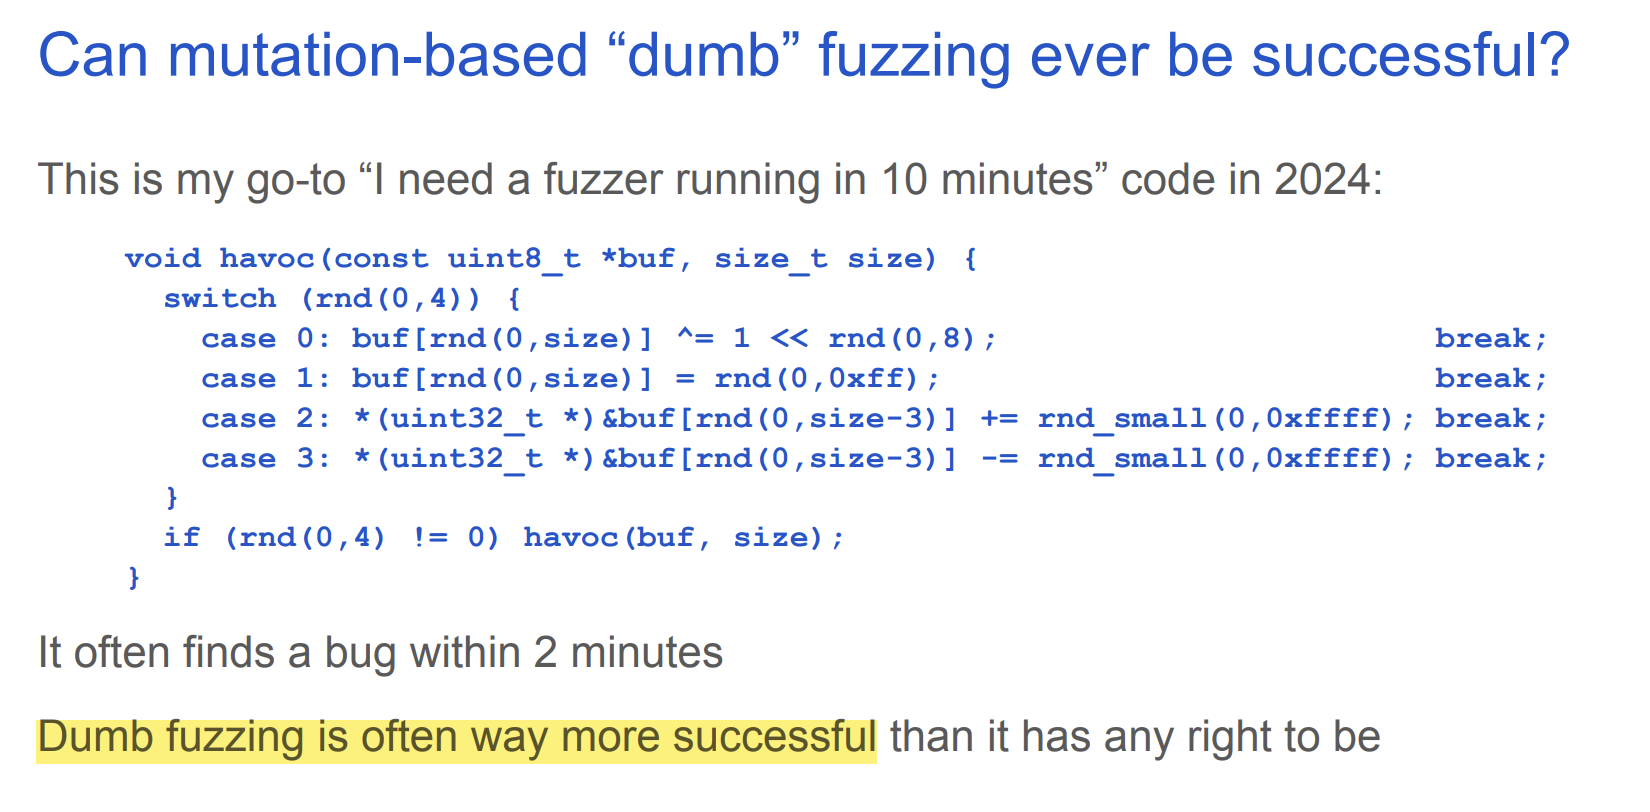 Can mutation-based “dumb” fuzzing ever be successful?
This is my go-to “I need a fuzzer running in 10 minutes” code in 2024:
void havoc(const uint8_t *buf, size_t size) {
  switch (rnd(0,4)) {
    case 0: buf[rnd(0,size)] ^= 1 << rnd(0,8); break;
    case 1: buf[rnd(0,size)] = rnd(0,0xff); break;
    case 2: *(uint32_t *)&buf[rnd(0,size-3)] += rnd_small(0,0xffff); break;
    case 3: *(uint32_t *)&buf[rnd(0,size-3)] -= rnd_small(0,0xffff); break;
  }
  if (rnd(0,4) != 0) havoc(buf, size);
}
It often finds a bug within 2 minutes
Dumb fuzzing is often way more successful than it has any right to be